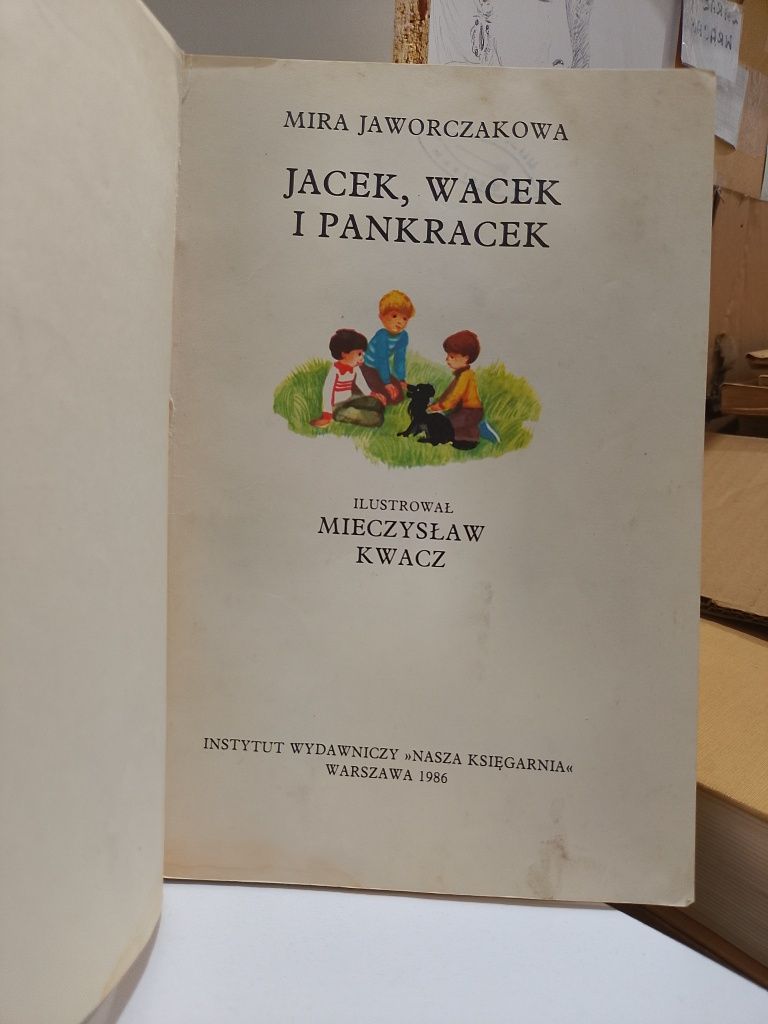 MIRA JAWORCZAKOWA
JACEK, WACEK
I PANKRACEK
ILUSTROWAŁ
MIECZYSŁAW
KWACZ
INSTYTUT WYDAWNICZY »NASZA KSIĘGARNIA«
WARSZAWA 1986